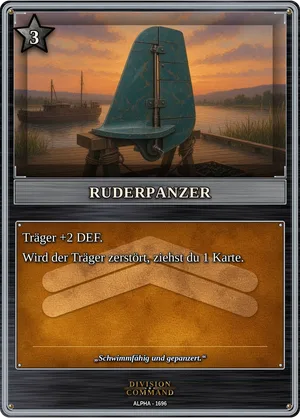 3
RUDERPANZER
Träger +2 DEF.
Wird der Träger zerstört, ziehst du 1 Karte.
„Schwimmfähig und gepanzert.“
DIVISION
COMMAND
ALPHA - 1696